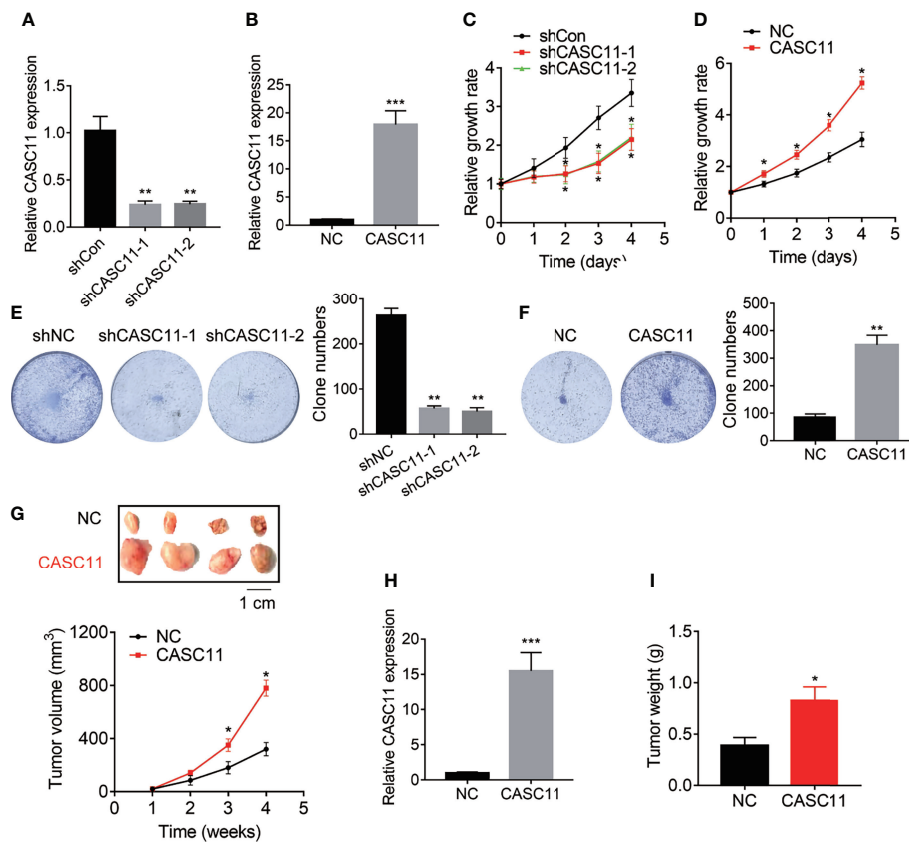 A
Relative CASC11 expression
1.5
1.0
0.5
0.0
**
**
shCon
shCASC11-1
shCASC11-2
B
Relative CASC11 expression
25
20
15
10
5
0
***
NC
CASC11
C
shCon
shCASC11-1
shCASC11-2
Relative growth rate
4
3
2
1
*
*
*
*
*
*
0
1
2
3
4
5
Time (days)
D
NC
CASC11
Relative growth rate
6
4
2
0
*
*
*
*
0
1
2
3
4
5
Time (days)
E
shNC
shCASC11-1
shCASC11-2
Clone numbers
300
200
100
0
**
**
shNC
shCASC11-1
shCASC11-2
F
NC
CASC11
Clone numbers
500
400
300
200
100
0
**
NC
CASC11
G
NC
CASC11
1 cm
NC
CASC11
Tumor volume (mm³)
1200
800
400
0
*
*
0
1
2
3
4
5
Time (weeks)
H
Relative CASC11 expression
20
15
10
5
0
***
NC
CASC11
I
Tumor weight (g)
1.5
1.0
0.5
0.0
*
NC
CASC11